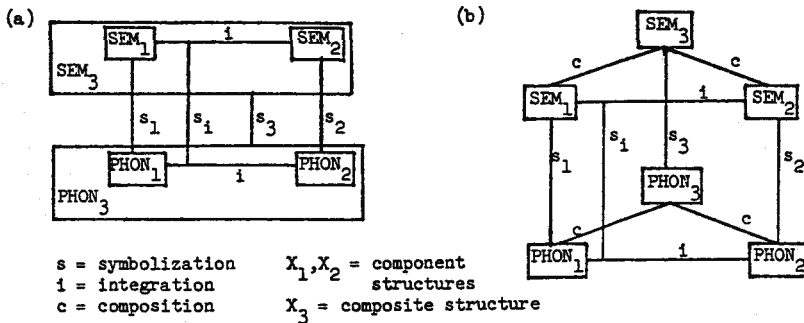 (a)
SEM1 i SEM2
SEM3
s1 si s3 s2
PHON1 i PHON2
PHON3
s = symbolization
i = integration
c = composition
X1,X2 = component
structures
X3 = composite structure
(b)
SEM3
c c
SEM1 i SEM2
s1 si s3 s2
PHON3
c c
PHON1 i PHON2